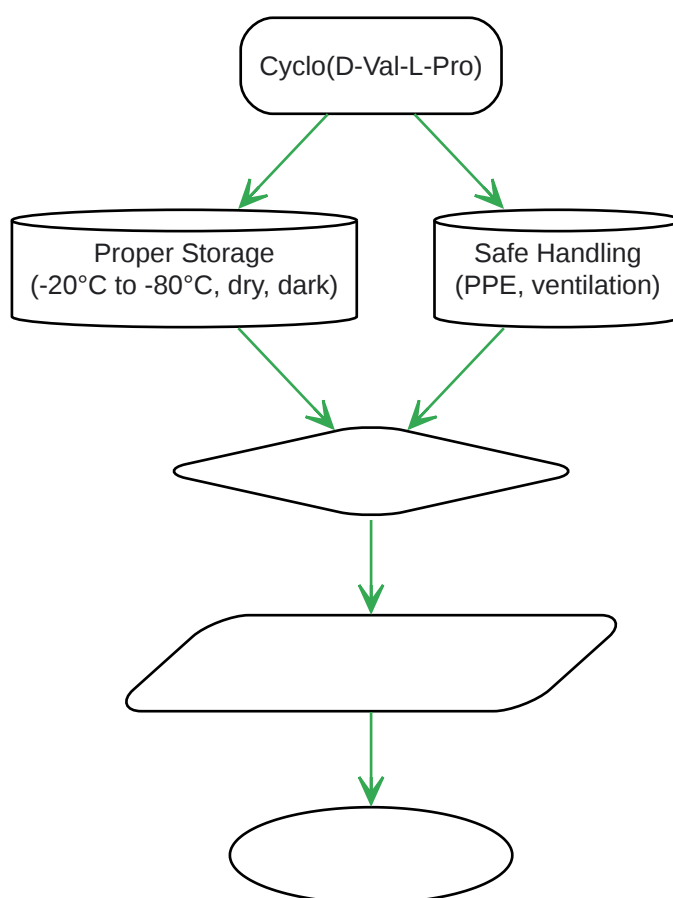 Cyclo(D-Val-L-Pro)
Proper Storage
(-20°C to -80°C, dry, dark)
Safe Handling
(PPE, ventilation)